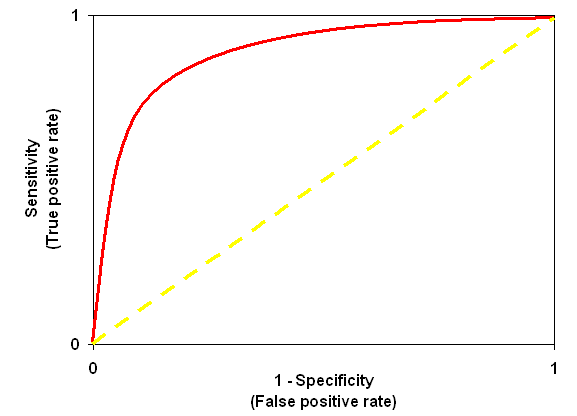 1
Sensitivity
(True positive rate)
0
0
1
1 - Specificity
(False positive rate)